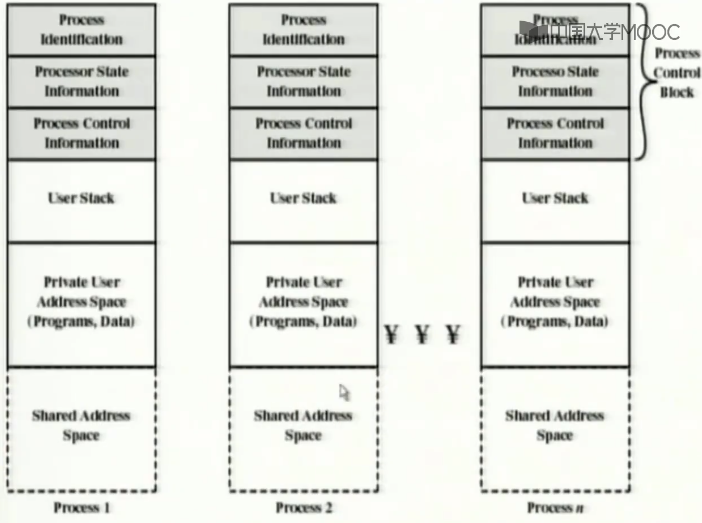 Process
Identification
Processor State
Information
Process Control
Information
User Stack
Private User
Address Space
(Programs, Data)
Shared Address
Space
Process 1
Process
Identification
Processor State
Information
Process Control
Information
User Stack
Private User
Address Space
(Programs, Data)
Shared Address
Space
Process 2
¥ ¥ ¥
中国大学MOOC
Process
Identification
Processo State
Information
Process Control
Information
User Stack
Private User
Address Space
(Programs, Data)
Shared Address
Space
Process n
Process
Control
Block